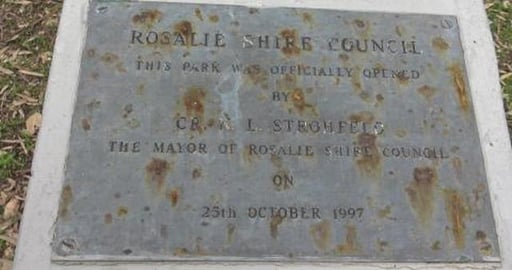 ROSALIE SHIRE COUNCIL
THIS PARK WAS OFFICIALLY OPENED
BY
CR. L. STROHFELD
THE MAYOR OF ROSALIE SHIRE COUNCIL
ON
25th OCTOBER 1997